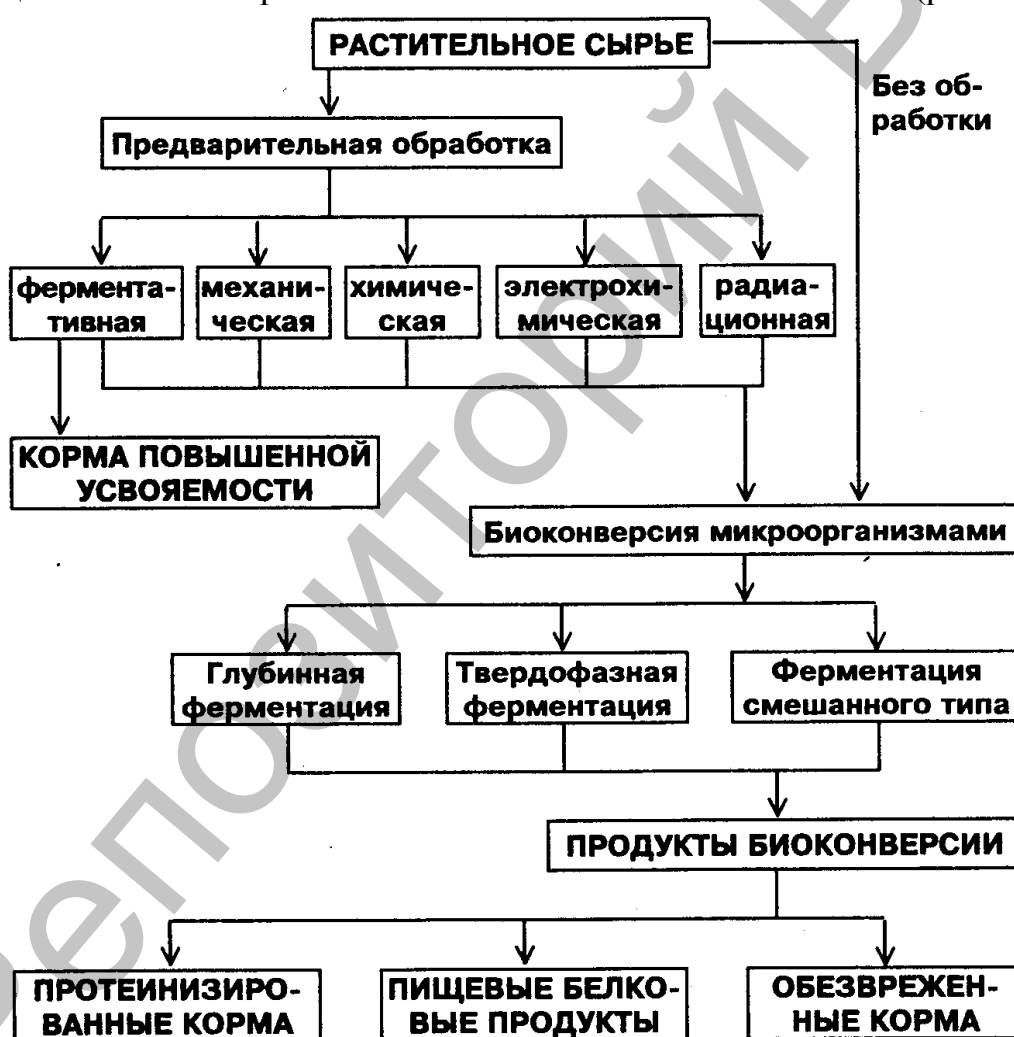 РАСТИТЕЛЬНОЕ СЫРЬЕ
Без об-
работки
Предварительная обработка
фермента-
тивная
механи-
ческая
химиче-
ская
электрохи-
мическая
радиа-
ционная
КОРМА ПОВЫШЕННОЙ
УСВОЯЕМОСТИ
Биоконверсия микроорганизмами
Глубинная
ферментация
Твердофазная
ферментация
Ферментация
смешанного типа
ПРОДУКТЫ БИОКОНВЕРСИИ
ПРОТЕИНИЗИРО-
ВАННЫЕ КОРМА
ПИЩЕВЫЕ БЕЛКО-
ВЫЕ ПРОДУКТЫ
ОБЕЗВРЕЖЕН-
НЫЕ КОРМА
Репозиторий В